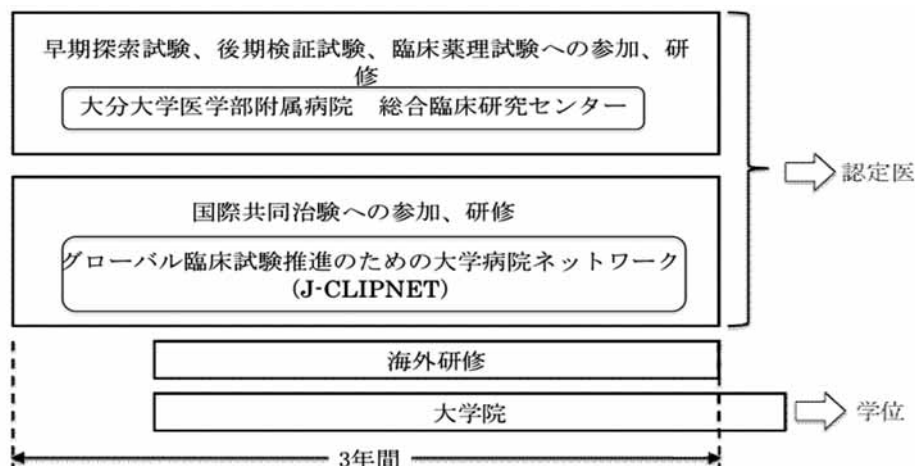 早期探索試験、後期検証試験、臨床薬理試験への参加、研
修
大分大学医学部附属病院　総合臨床研究センター
認定医
国際共同治験への参加、研修
グローバル臨床試験推進のための大学病院ネットワーク
(J-CLIPNET)
海外研修
大学院
学位
3年間